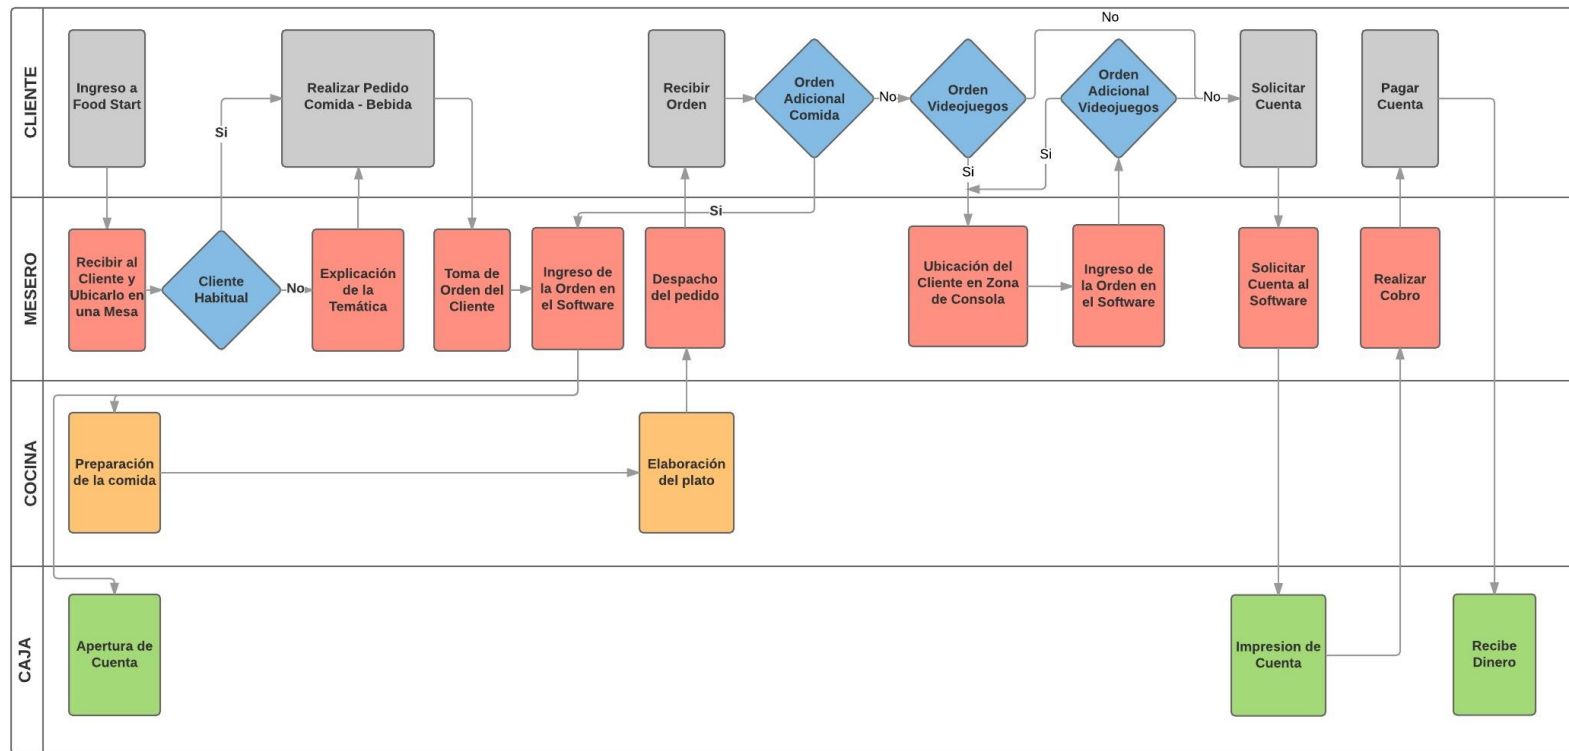 CLIENTE
Ingreso a
Food Start
Realizar Pedido
Comida - Bebida
Recibir
Orden
Orden
Adicional
Comida
No
Orden
Videojuegos
No
Orden
Adicional
Videojuegos
No
Solicitar
Cuenta
Pagar
Cuenta
Si
Si
Si
Si
MESERO
Recibir al
Cliente y
Ubicarlo en
una Mesa
Cliente
Habitual
No
Explicación
de la
Temática
Toma de
Orden del
Cliente
Ingreso de
la Orden en
el Software
Despacho
del pedido
Ubicación del
Cliente en Zona
de Consola
Ingreso de
la Orden en
el Software
Solicitar
Cuenta al
Software
Realizar
Cobro
COCINA
Preparación
de la comida
Elaboración
del plato
CAJA
Apertura de
Cuenta
Impresion de
Cuenta
Recibe
Dinero